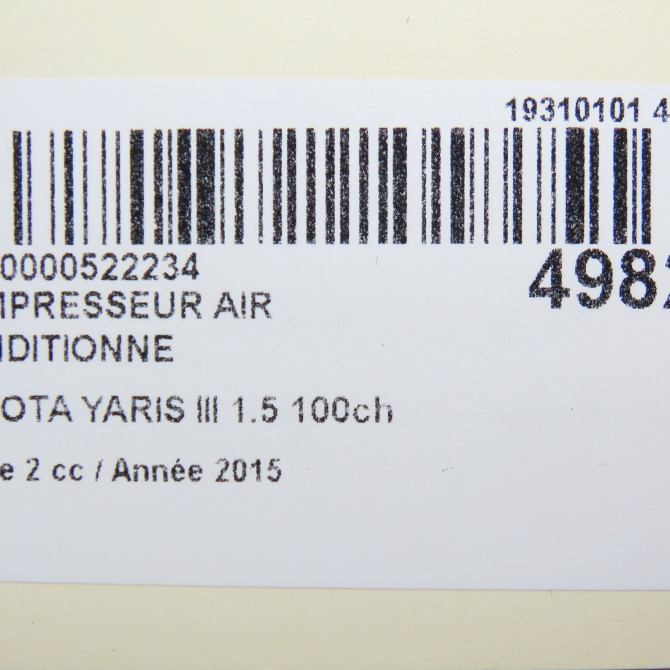 19310101 4
0000522234
4982
MPRESSEUR AIR
NDITIONNE
OTA YARIS III 1.5 100ch
e 2 cc / Année 2015